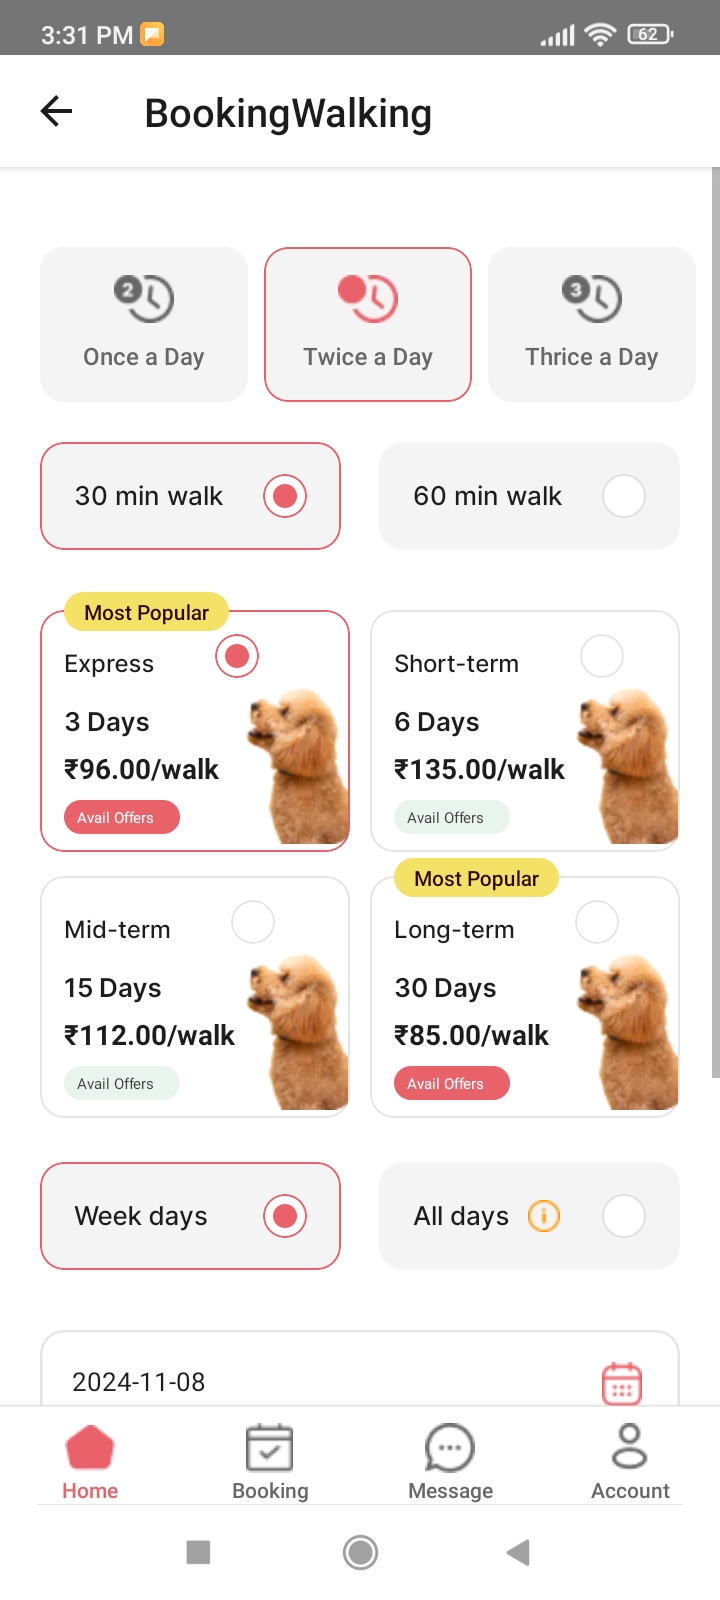 3:31 PM
62
BookingWalking
2
3
Once a Day
Twice a Day
Thrice a Day
30 min walk
60 min walk
Most Popular
Express
3 Days
₹96.00/walk
Avail Offers
Short-term
6 Days
₹135.00/walk
Avail Offers
Mid-term
15 Days
₹112.00/walk
Avail Offers
Most Popular
Long-term
30 Days
₹85.00/walk
Avail Offers
Week days
All days
2024-11-08
Home
Booking
Message
Account